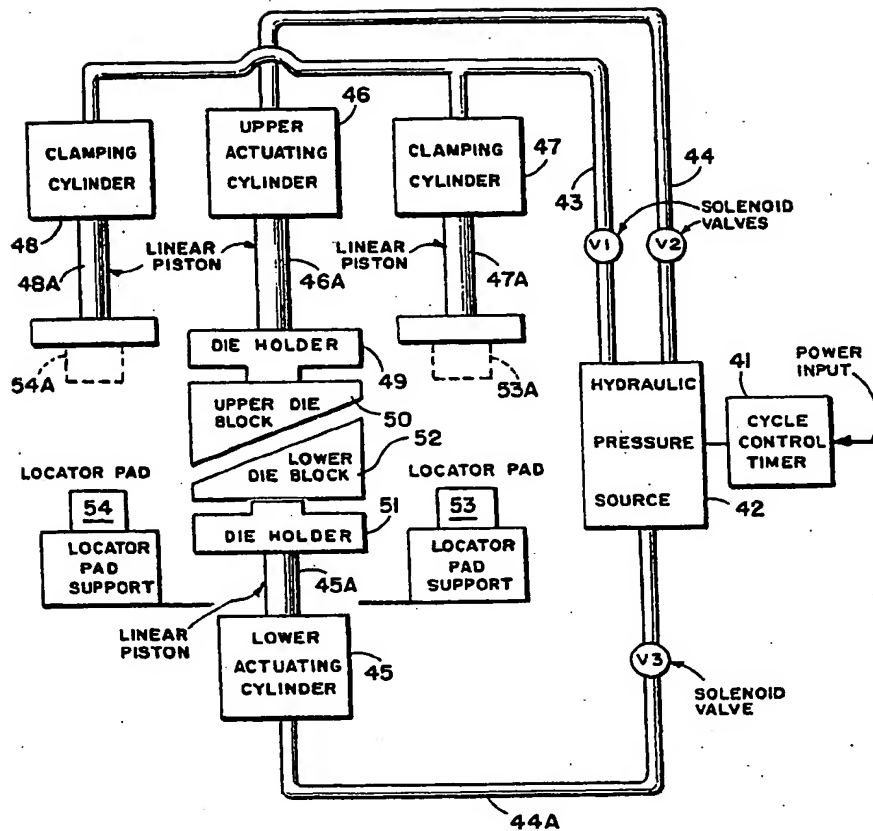 46
UPPER
ACTUATING
CYLINDER
CLAMPING
CYLINDER
48
CLAMPING
CYLINDER
47
43
44
SOLENOID
VALVES
V1
V2
LINEAR
PISTON
48A
46A
LINEAR
PISTON
47A
DIE HOLDER
49
54A
53A
UPPER DIE
BLOCK
50
LOWER
DIE BLOCK
52
HYDRAULIC
PRESSURE
SOURCE
42
41
CYCLE
CONTROL
TIMER
POWER
INPUT
LOCATOR PAD
54
LOCATOR
PAD
SUPPORT
LOCATOR PAD
53
LOCATOR
PAD
SUPPORT
51
DIE HOLDER
45A
LINEAR
PISTON
LOWER
ACTUATING
CYLINDER
45
V3
SOLENOID
VALVE
44A